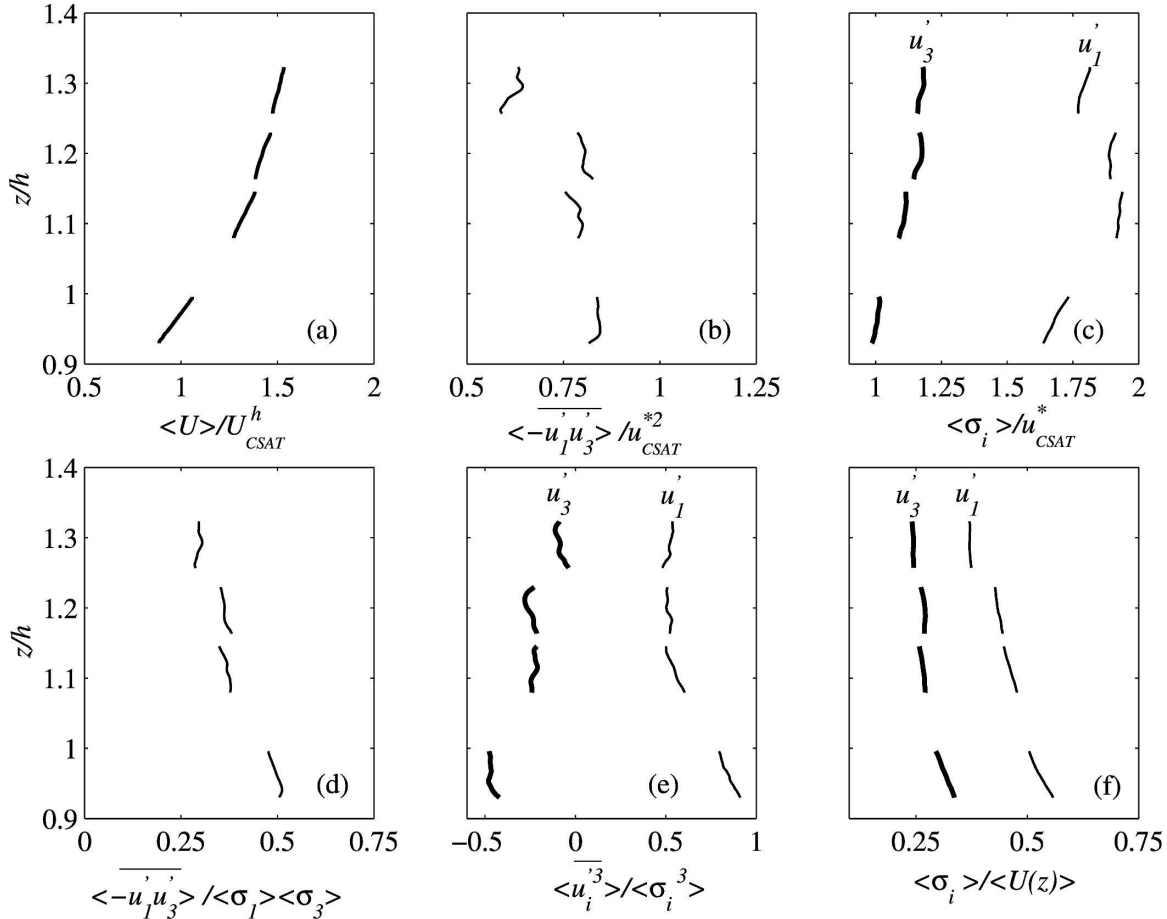 1.4
1.3
1.2
1.1
1
0.9
z/h
(a)
0.5 1 1.5 2
<U>/U^h_CSAT
(b)
0.5 0.75 1 1.25
<-u'_1u'_3>/u^*2_CSAT
u'_3 u'_1
(c)
1 1.25 1.5 1.75 2
<σ_i>/u^*_CSAT
1.4
1.3
1.2
1.1
1
0.9
z/h
(d)
0 0.25 0.5 0.75
<-u'_1u'_3>/<σ_1><σ_3>
u'_3 u'_1
(e)
-0.5 0 0.5 1
<u'^3_i>/<σ_i^3>
u'_3 u'_1
(f)
0.25 0.5 0.75
<σ_i>/<U(z)>